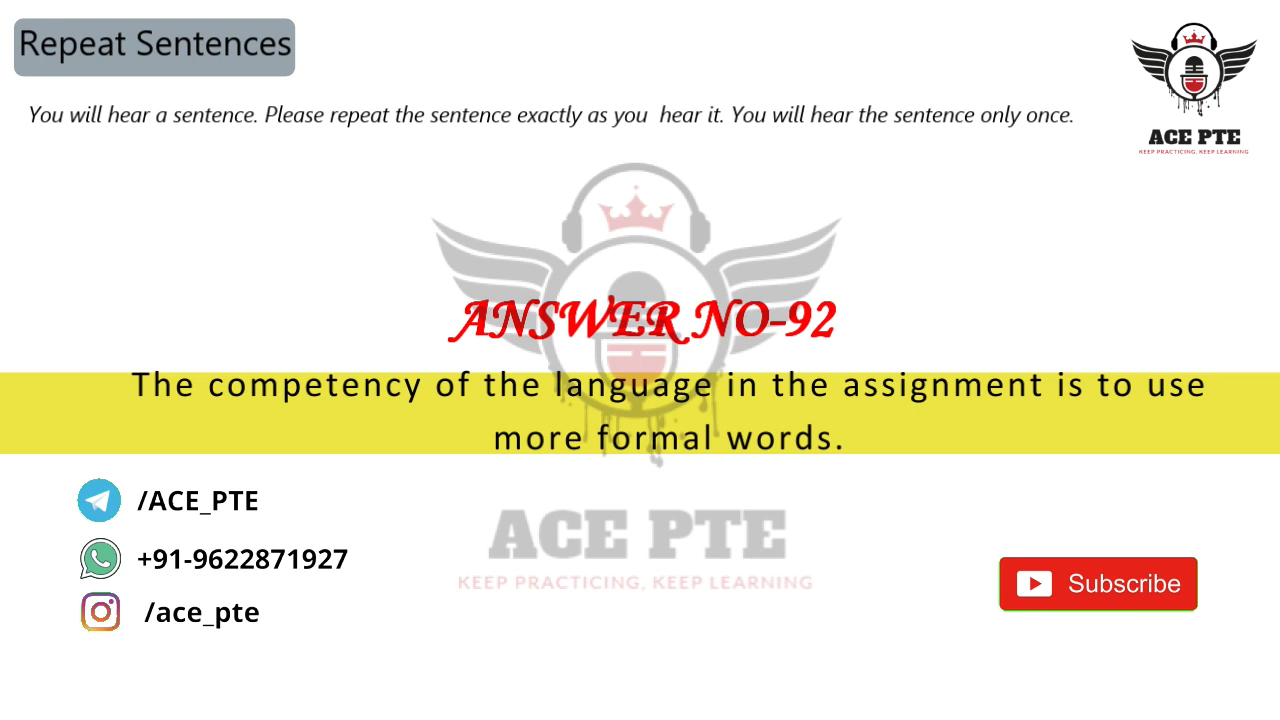 Repeat Sentences
You will hear a sentence. Please repeat the sentence exactly as you hear it. You will hear the sentence only once.
ACE PTE
KEEP PRACTICING, KEEP LEARNING
ANSWER NO-92
The competency of the language in the assignment is to use
more formal words.
/ACE_PTE
+91-9622871927
/ace_pte
ACE PTE
KEEP PRACTICING, KEEP LEARNING
Subscribe